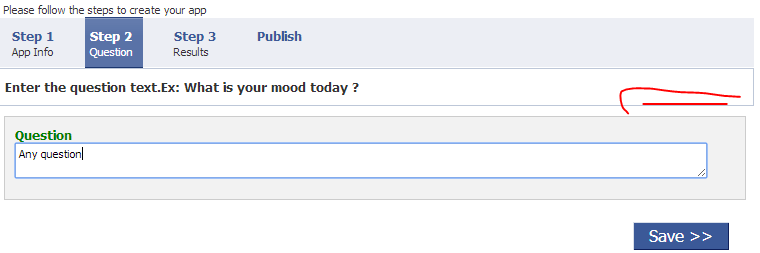 Please follow the steps to create your app
Step 1 Step 2 Step 3 Publish
App Info Question Results
Enter the question text.Ex: What is your mood today ?
Question
Any question
Save >>